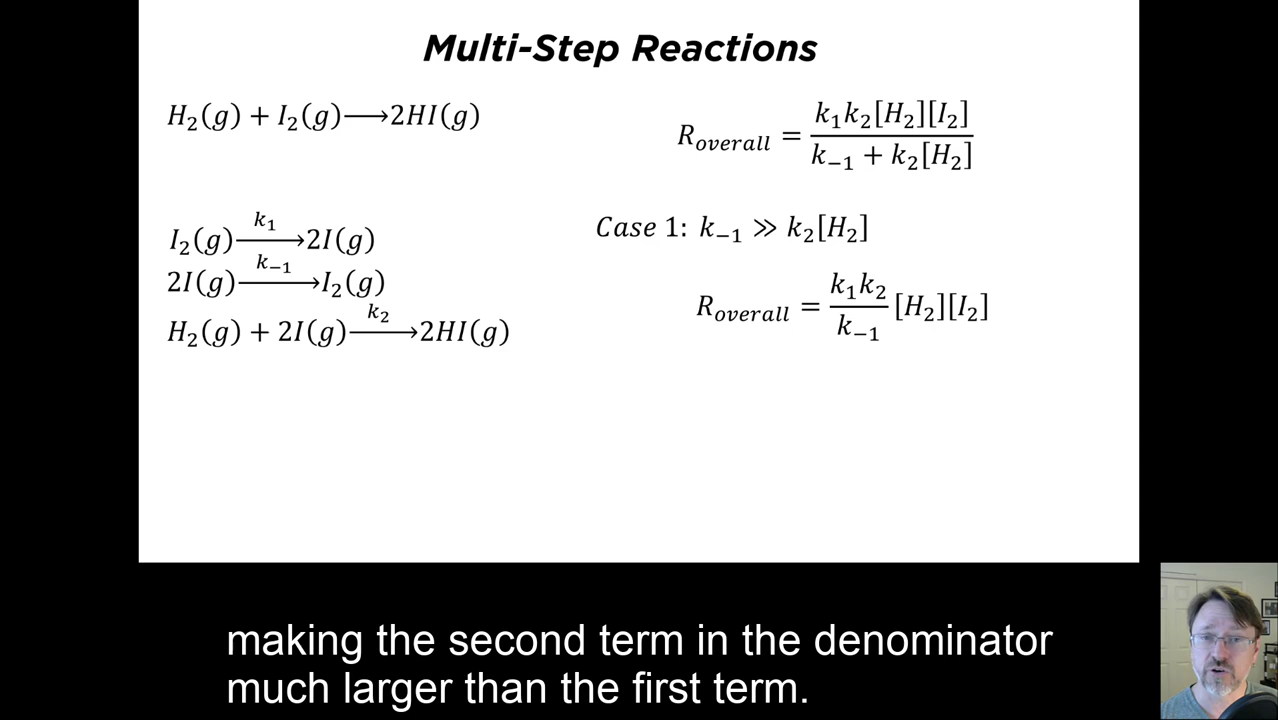 Multi-Step Reactions
H₂(g) + I₂(g) ⟶ 2HI(g)
R_overall = k₁k₂[H₂][I₂] / (k₋₁ + k₂[H₂])
I₂(g) —k₁→ 2I(g)
2I(g) —k₋₁→ I₂(g)
H₂(g) + 2I(g) —k₂→ 2HI(g)
Case 1: k₋₁ ≫ k₂[H₂]
R_overall = k₁k₂ / k₋₁ [H₂][I₂]
making the second term in the denominator
much larger than the first term.